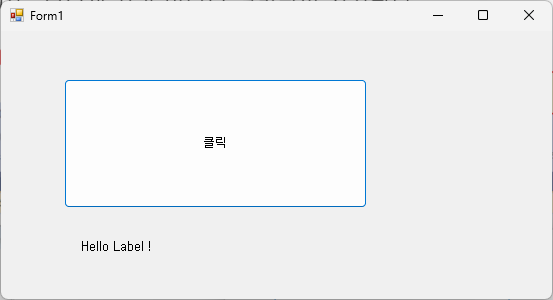 Form1
클릭
Hello Label !